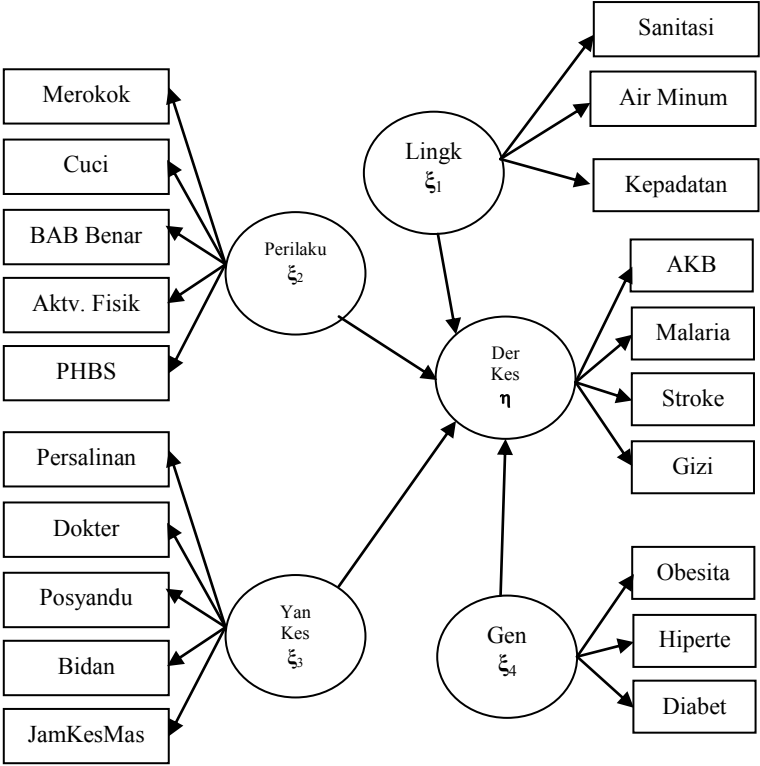 Merokok
Cuci
BAB Benar
Aktv. Fisik
PHBS
Perilaku
ξ2
Lingk
ξ1
Sanitasi
Air Minum
Kepadatan
Der
Kes
η
AKB
Malaria
Stroke
Gizi
Persalinan
Dokter
Posyandu
Bidan
JamKesMas
Yan
Kes
ξ3
Gen
ξ4
Obesita
Hiperte
Diabet